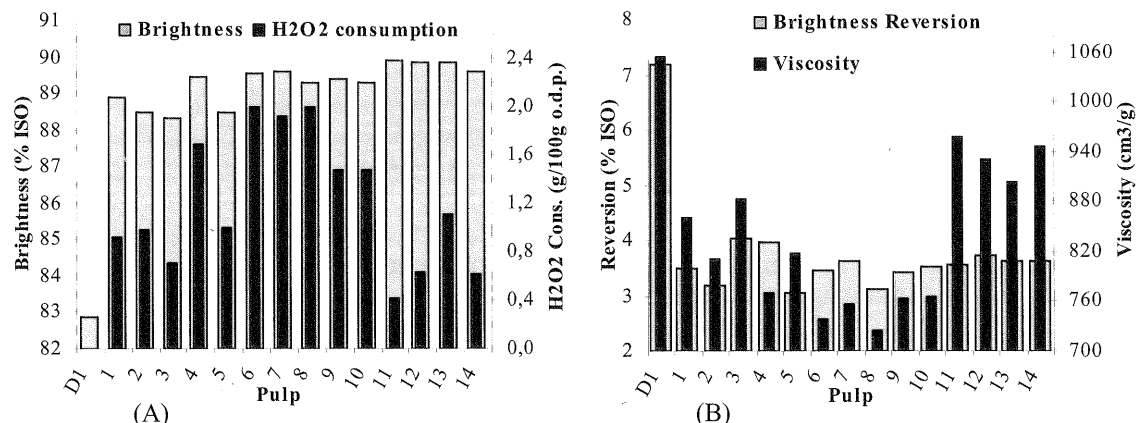 Brightness H2O2 consumption
91
90
89
88
87
86
85
84
83
82
Brightness (% ISO)
2,4
2,0
1,6
1,2
0,8
0,4
0,0
H2O2 Cons. (g/100g o.d.p.)
D1 1 2 3 4 5 6 7 8 9 10 11 12 13 14
Pulp
(A)
Brightness Reversion
Viscosity
8
7
6
5
4
3
2
Reversion (% ISO)
1060
1000
940
880
820
760
700
Viscosity (cm3/g)
D1 1 2 3 4 5 6 7 8 9 10 11 12 13 14
Pulp
(B)